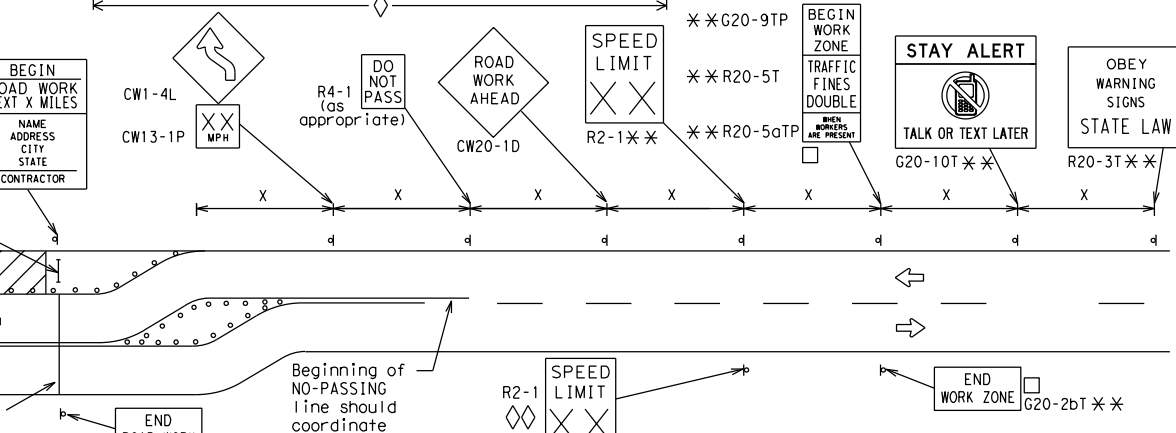 BEGIN
ROAD WORK
NEXT X MILES
NAME
ADDRESS
CITY
STATE
CONTRACTOR
CW1-4L
CW13-1P
XX
MPH
R4-1
(as
appropriate)
DO
NOT
PASS
ROAD
WORK
AHEAD
CW20-1D
SPEED
LIMIT
XX
R2-1**
**G20-9TP
**R20-5T
**R20-5aTP
BEGIN
WORK
ZONE
TRAFFIC
FINES
DOUBLE
WHEN
WORKERS
ARE PRESENT
STAY ALERT
TALK OR TEXT LATER
G20-10T**
OBEY
WARNING
SIGNS
STATE LAW
R20-3T**
X X X X X X X
Beginning of
NO-PASSING
line should
coordinate
R2-1
SPEED
LIMIT
XX
END
WORK ZONE
G20-2bT**
END